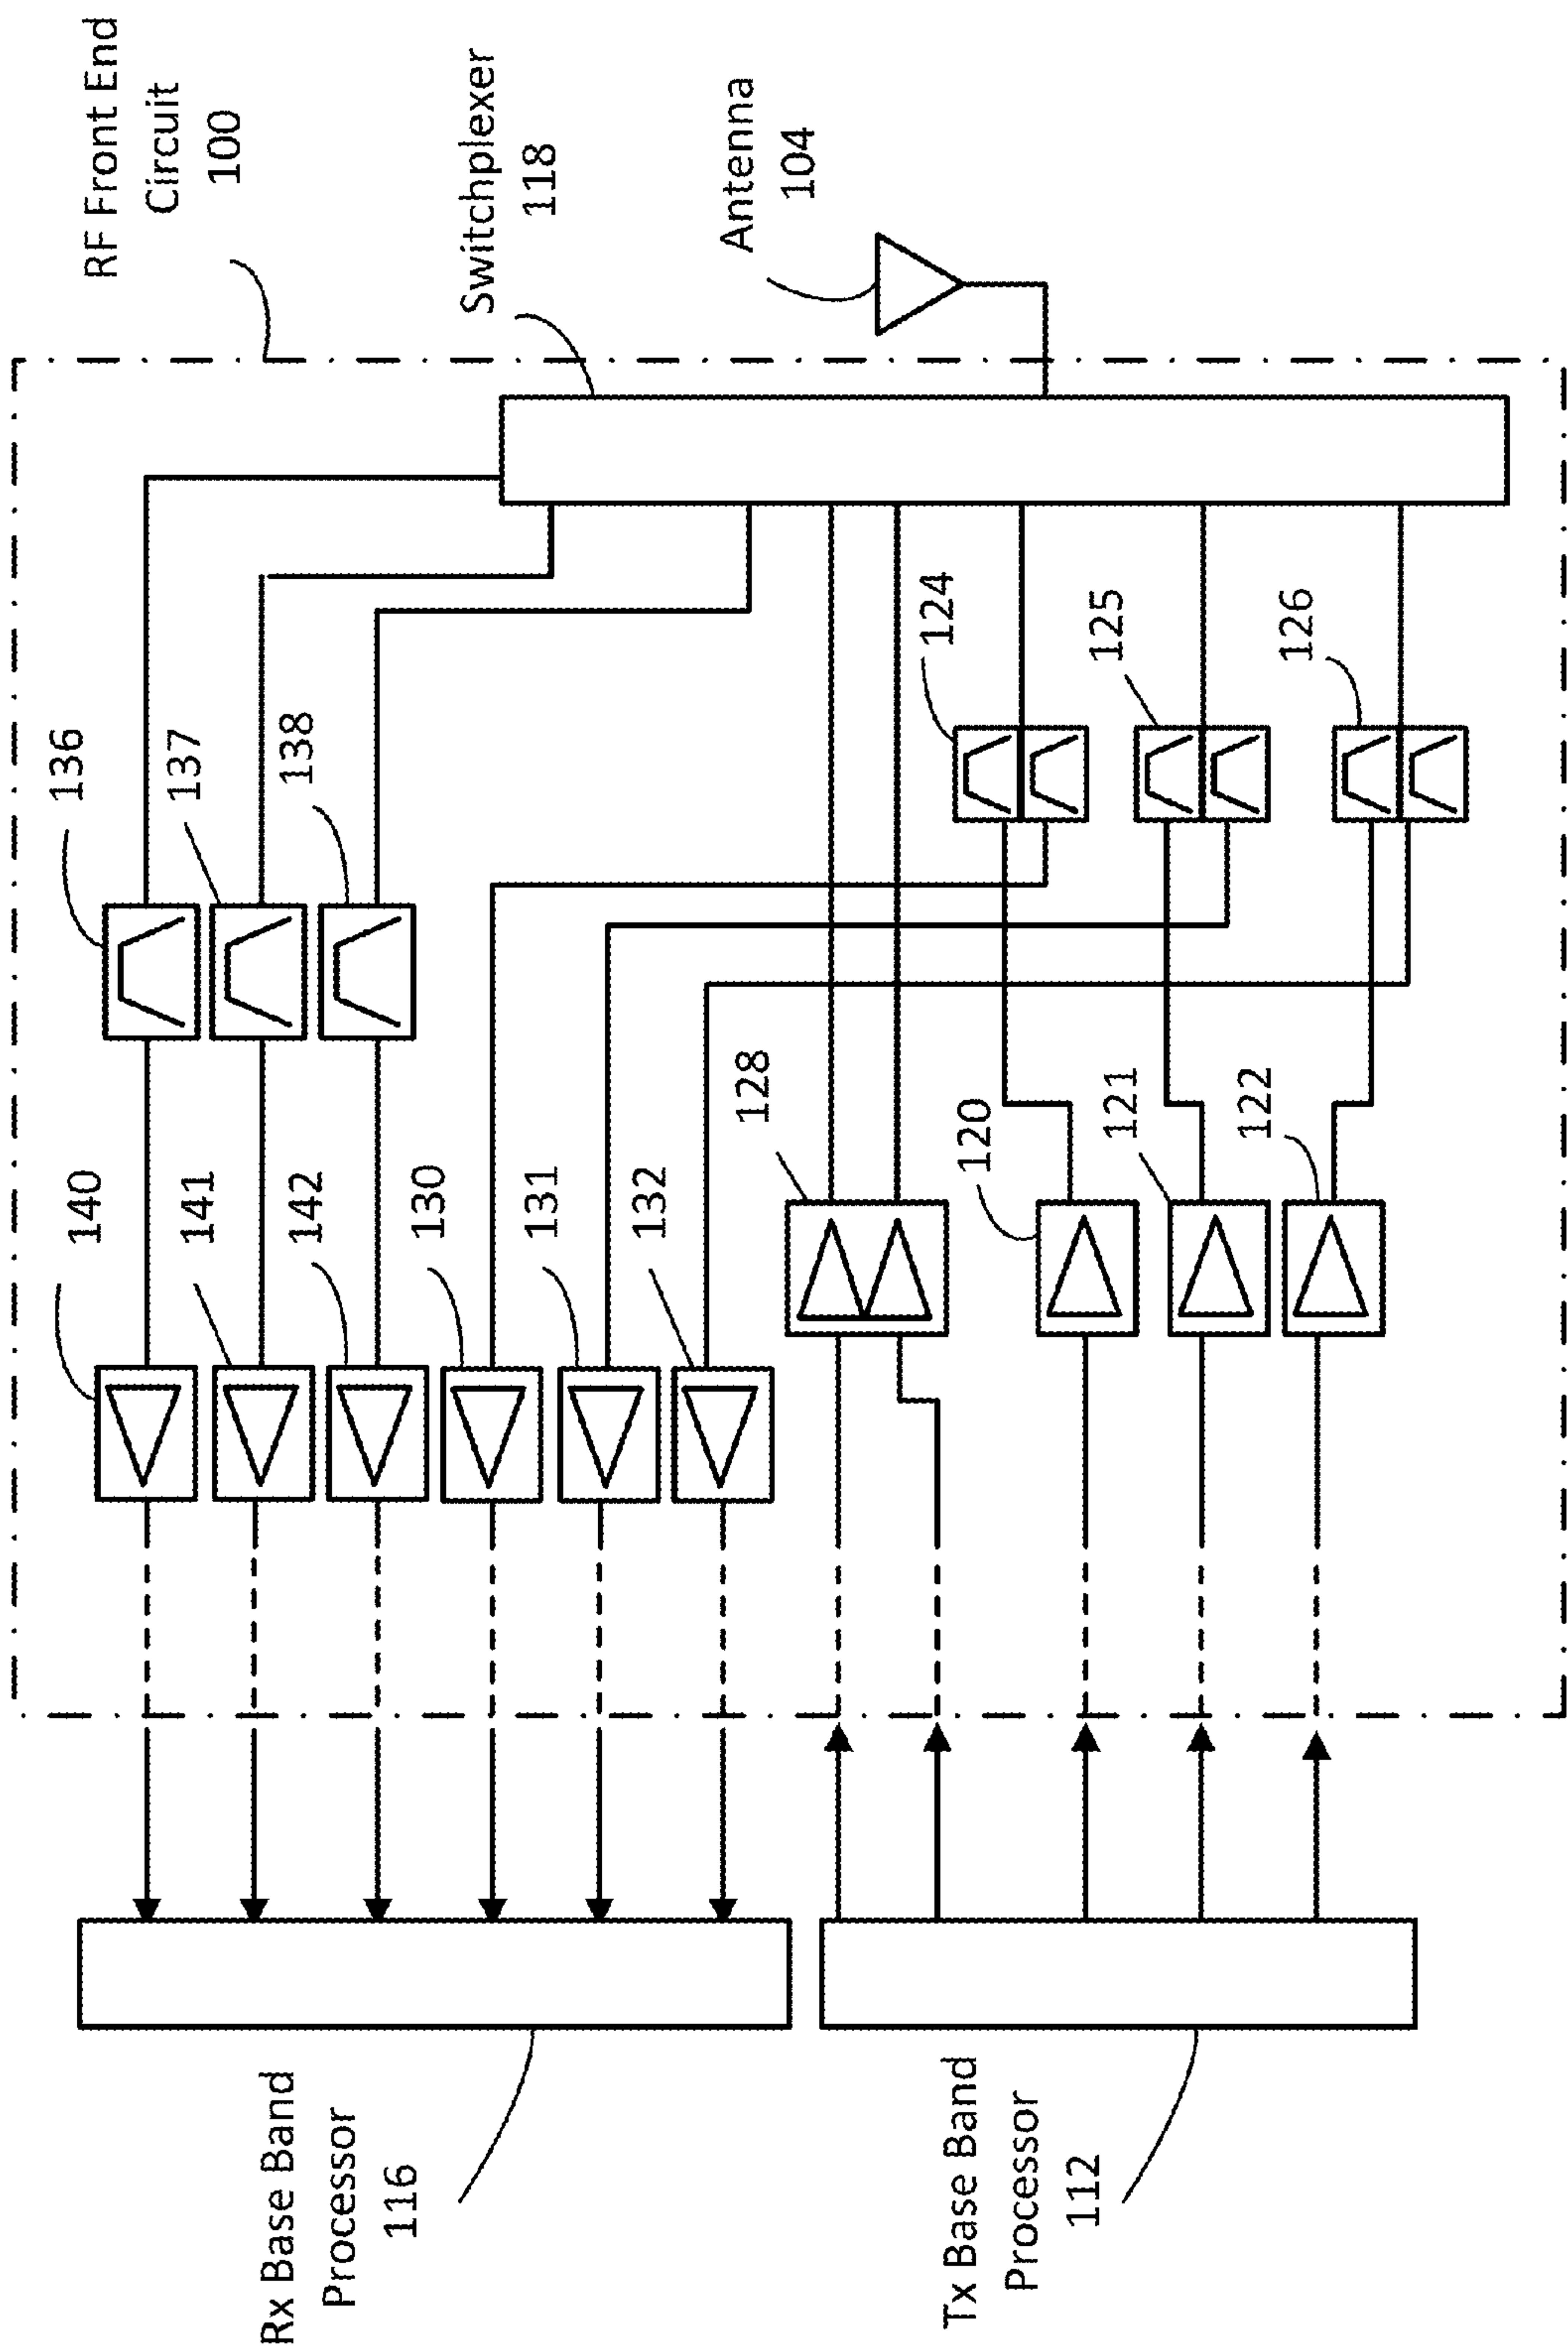 RF Front End
Circuit
100
Switchplexer
118
Antenna
104
136
137
138
124
125
126
140
141
142
130
131
132
128
120
121
122
Rx Base Band
Processor
116
Tx Base Band
Processor
112